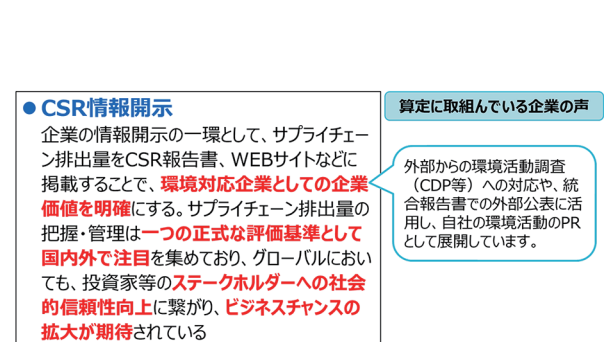 ● CSR情報開示
企業の情報開示の一環として、サプライチェー
ン排出量をCSR報告書、WEBサイトなどに
掲載することで、環境対応企業としての企業
価値を明確にする。サプライチェーン排出量の
把握・管理は一つの正式な評価基準として
国内外で注目を集めており、グローバルにおい
ても、投資家等のステークホルダーへの社会
的信頼性向上に繋がり、ビジネスチャンスの
拡大が期待されている
算定に取組んでいる企業の声
外部からの環境活動調査
（CDP等）への対応や、統
合報告書での外部公表に活
用し、自社の環境活動のPR
として展開しています。